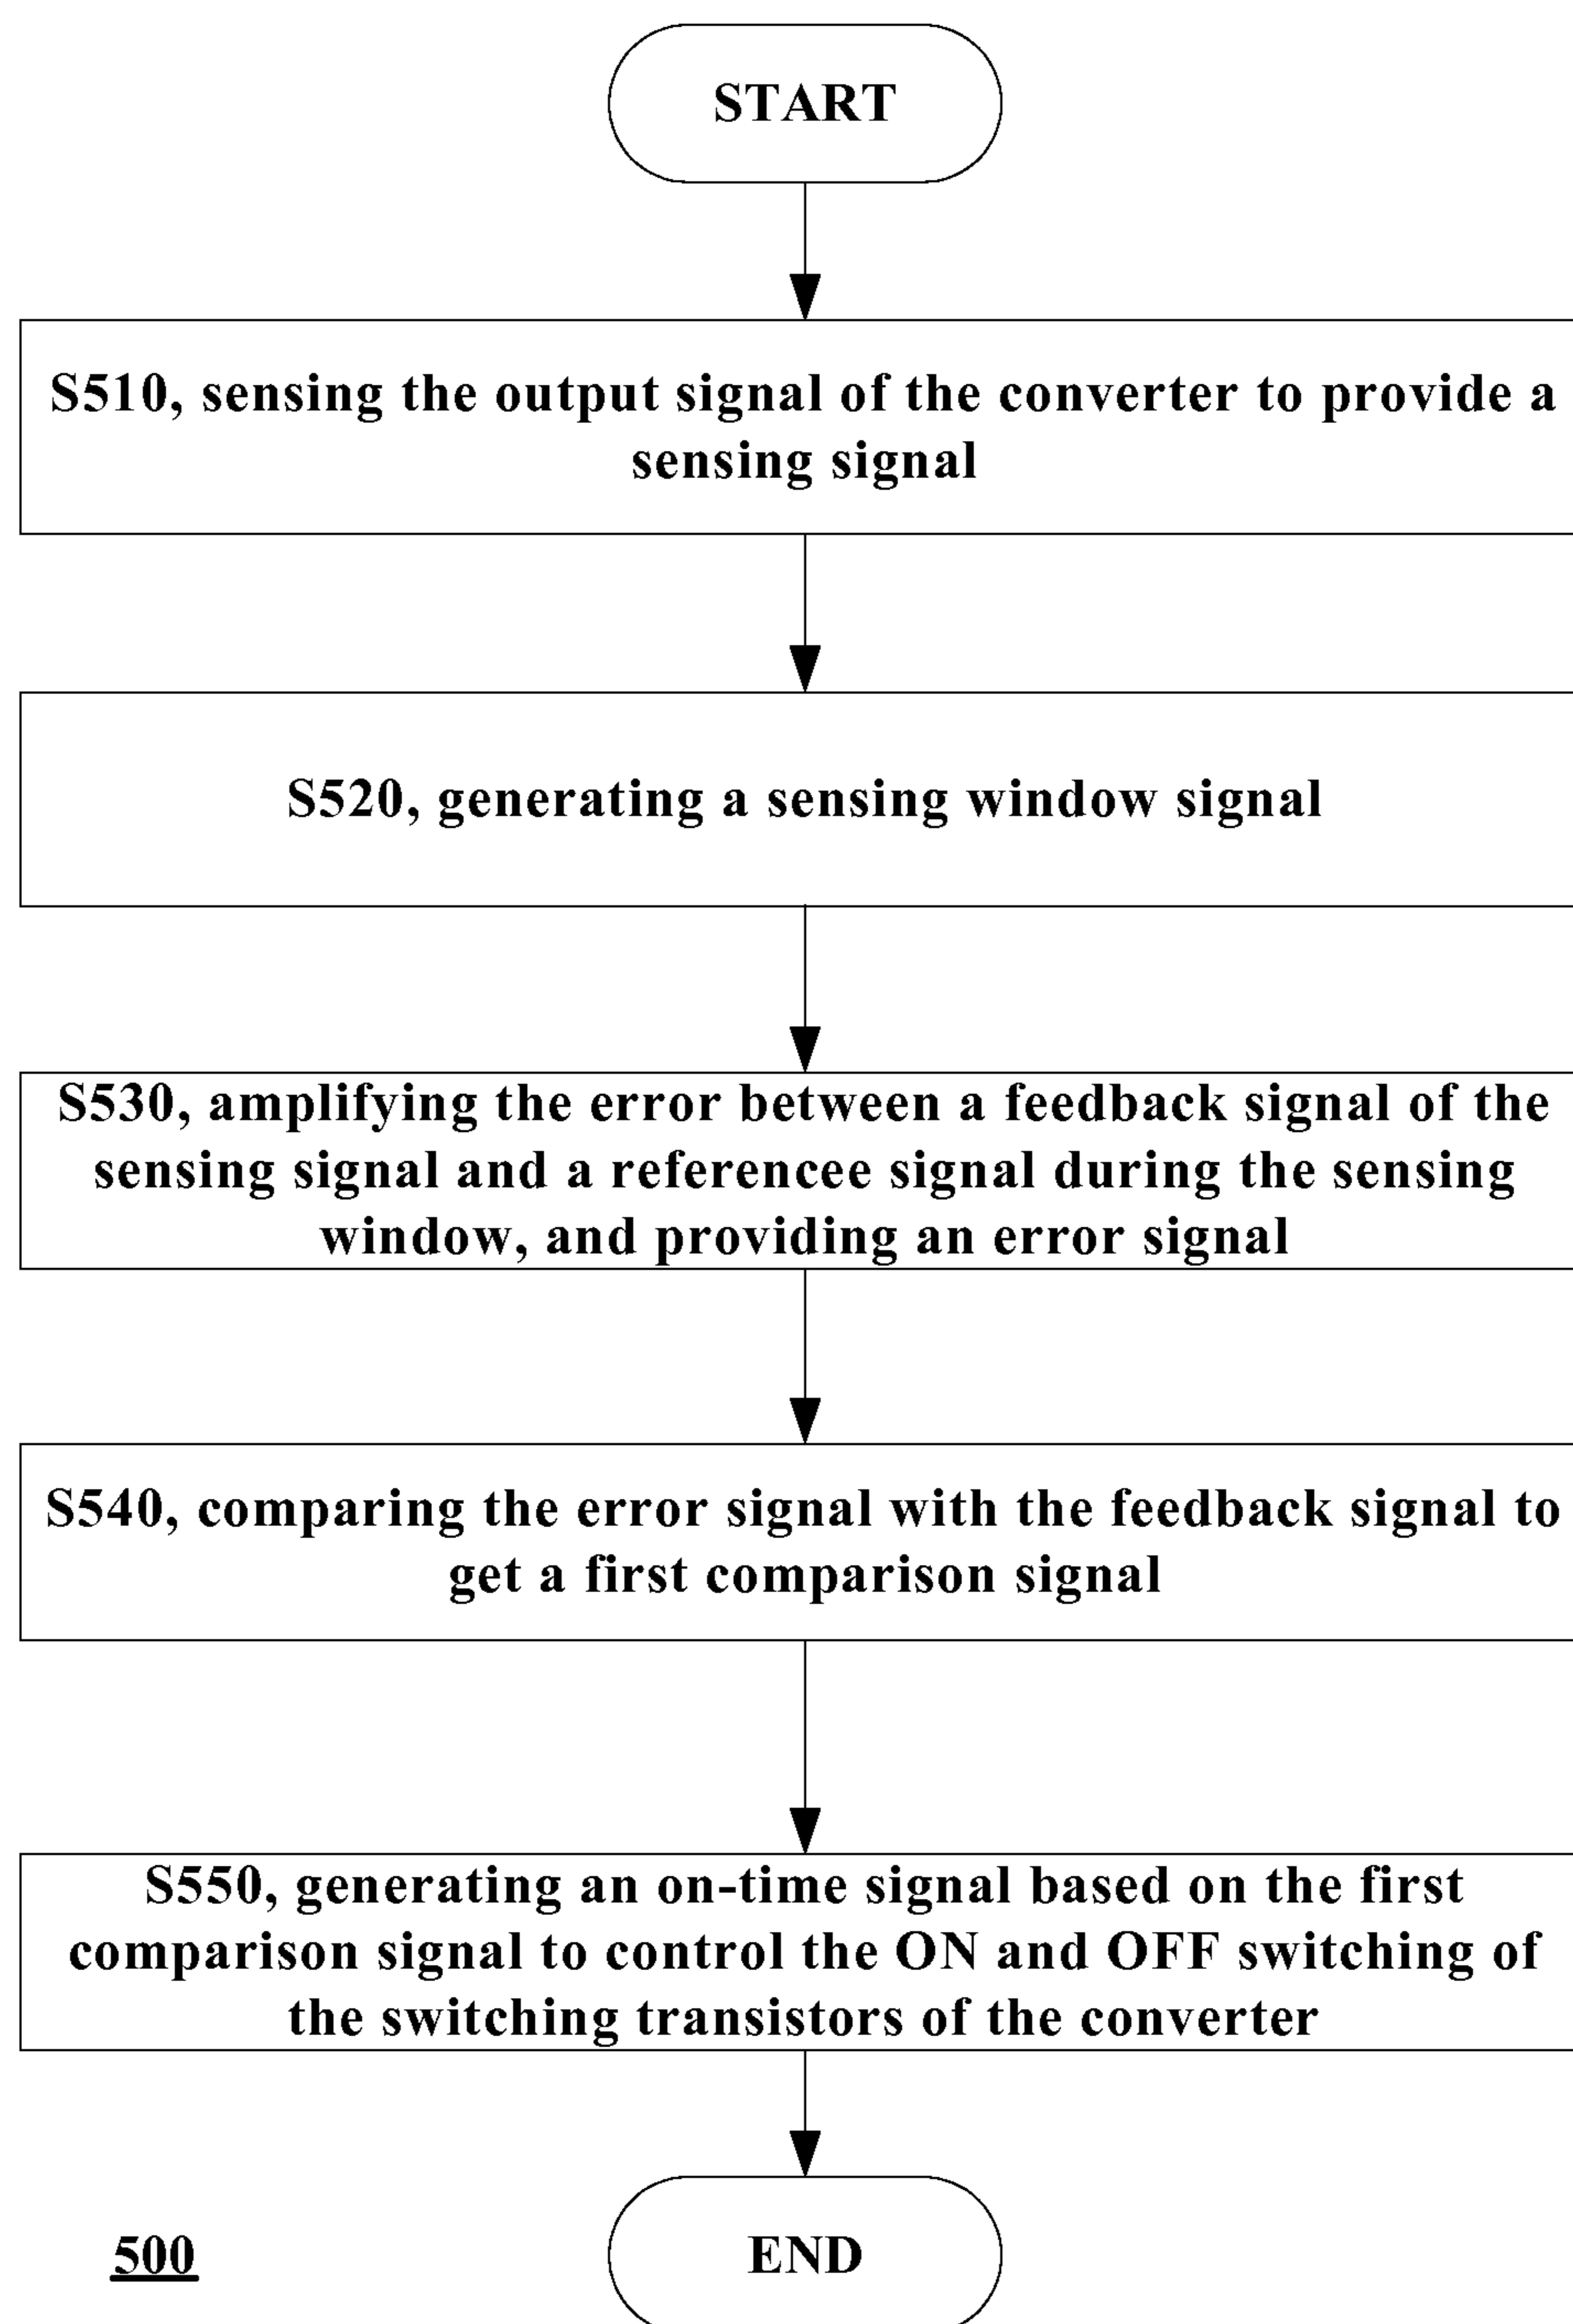 START
S510, sensing the output signal of the converter to provide a
sensing signal
S520, generating a sensing window signal
S530, amplifying the error between a feedback signal of the
sensing signal and a referencee signal during the sensing
window, and providing an error signal
S540, comparing the error signal with the feedback signal to
get a first comparison signal
S550, generating an on-time signal based on the first
comparison signal to control the ON and OFF switching of
the switching transistors of the converter
500
END